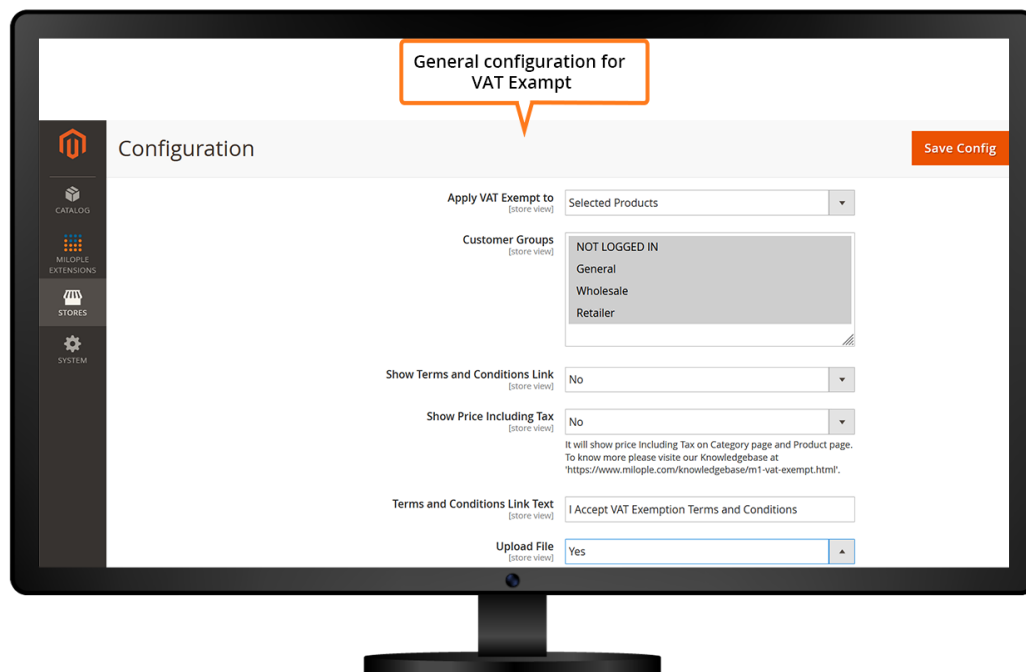 General configuration for
VAT Exampt
Configuration
Save Config
CATALOG
MILOPLE
EXTENSIONS
STORES
SYSTEM
Apply VAT Exempt to
[store view]
Selected Products
Customer Groups
[store view]
NOT LOGGED IN
General
Wholesale
Retailer
Show Terms and Conditions Link
[store view]
No
Show Price Including Tax
[store view]
No
It will show price Including Tax on Category page and Product page.
To know more please visite our Knowledgebase at
'https://www.milople.com/knowledgebase/m1-vat-exempt.html'.
Terms and Conditions Link Text
[store view]
I Accept VAT Exemption Terms and Conditions
Upload File
[store view]
Yes